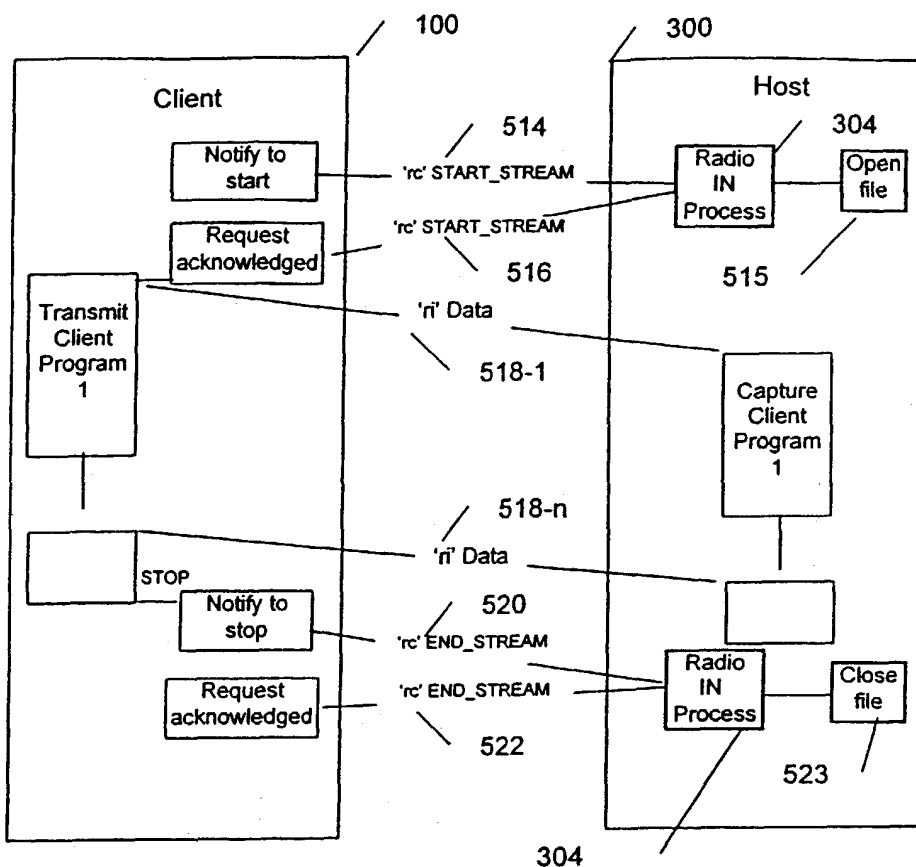 100
300
Client
Host
514
304
Notify to
start
'rc' START_STREAM
Radio
IN
Process
Open
file
Request
acknowledged
'rc' START_STREAM
516
515
Transmit
Client
Program
1
'ri' Data
518-1
Capture
Client
Program
1
518-n
'ri' Data
STOP
520
Notify to
stop
'rc' END_STREAM
Radio
IN
Process
Close
file
Request
acknowledged
'rc' END_STREAM
522
523
304